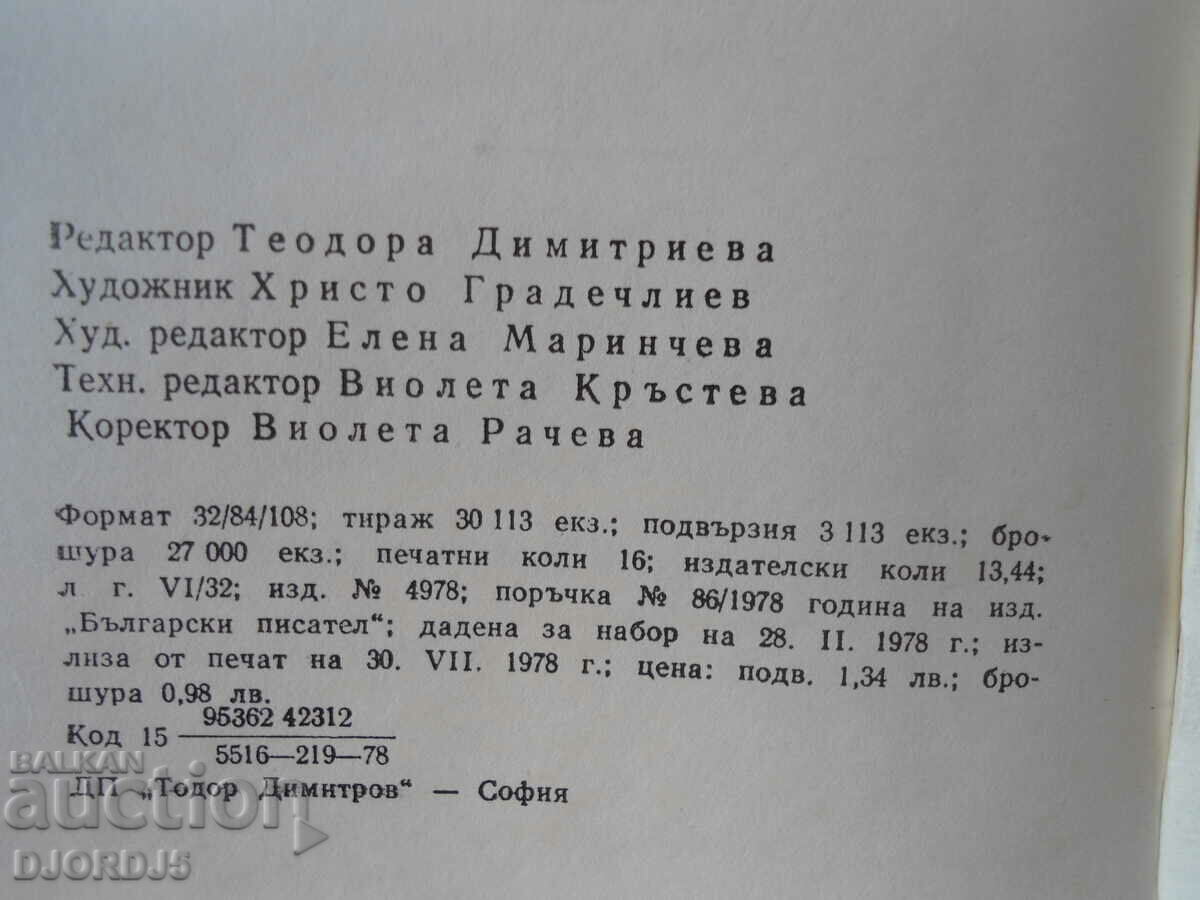 Редактор Теодора Димитриева
Художник Христо Градечлиев
Худ. редактор Елена Маринчева
Техн. редактор Виолета Кръстева
Коректор Виолета Рачева
Формат 32/84/108; тираж 30 113 екз.; подвързия 3 113 екз.; бро-
шура 27 000 екз.; печатни коли 16; издателски коли 13,44;
л. г. VI/32; изд. № 4978; поръчка № 86/1978 година на изд.
„Български писател“; дадена за набор на 28. II. 1978 г.; из-
лиза от печат на 30. VII. 1978 г.; цена: подв. 1,34 лв.; бро-
шура 0,98 лв.
95362 42312
Код 15
5516—219—78
ДП „Тодор Димитров“ — София
BALKAN
auction
DJORDJ5